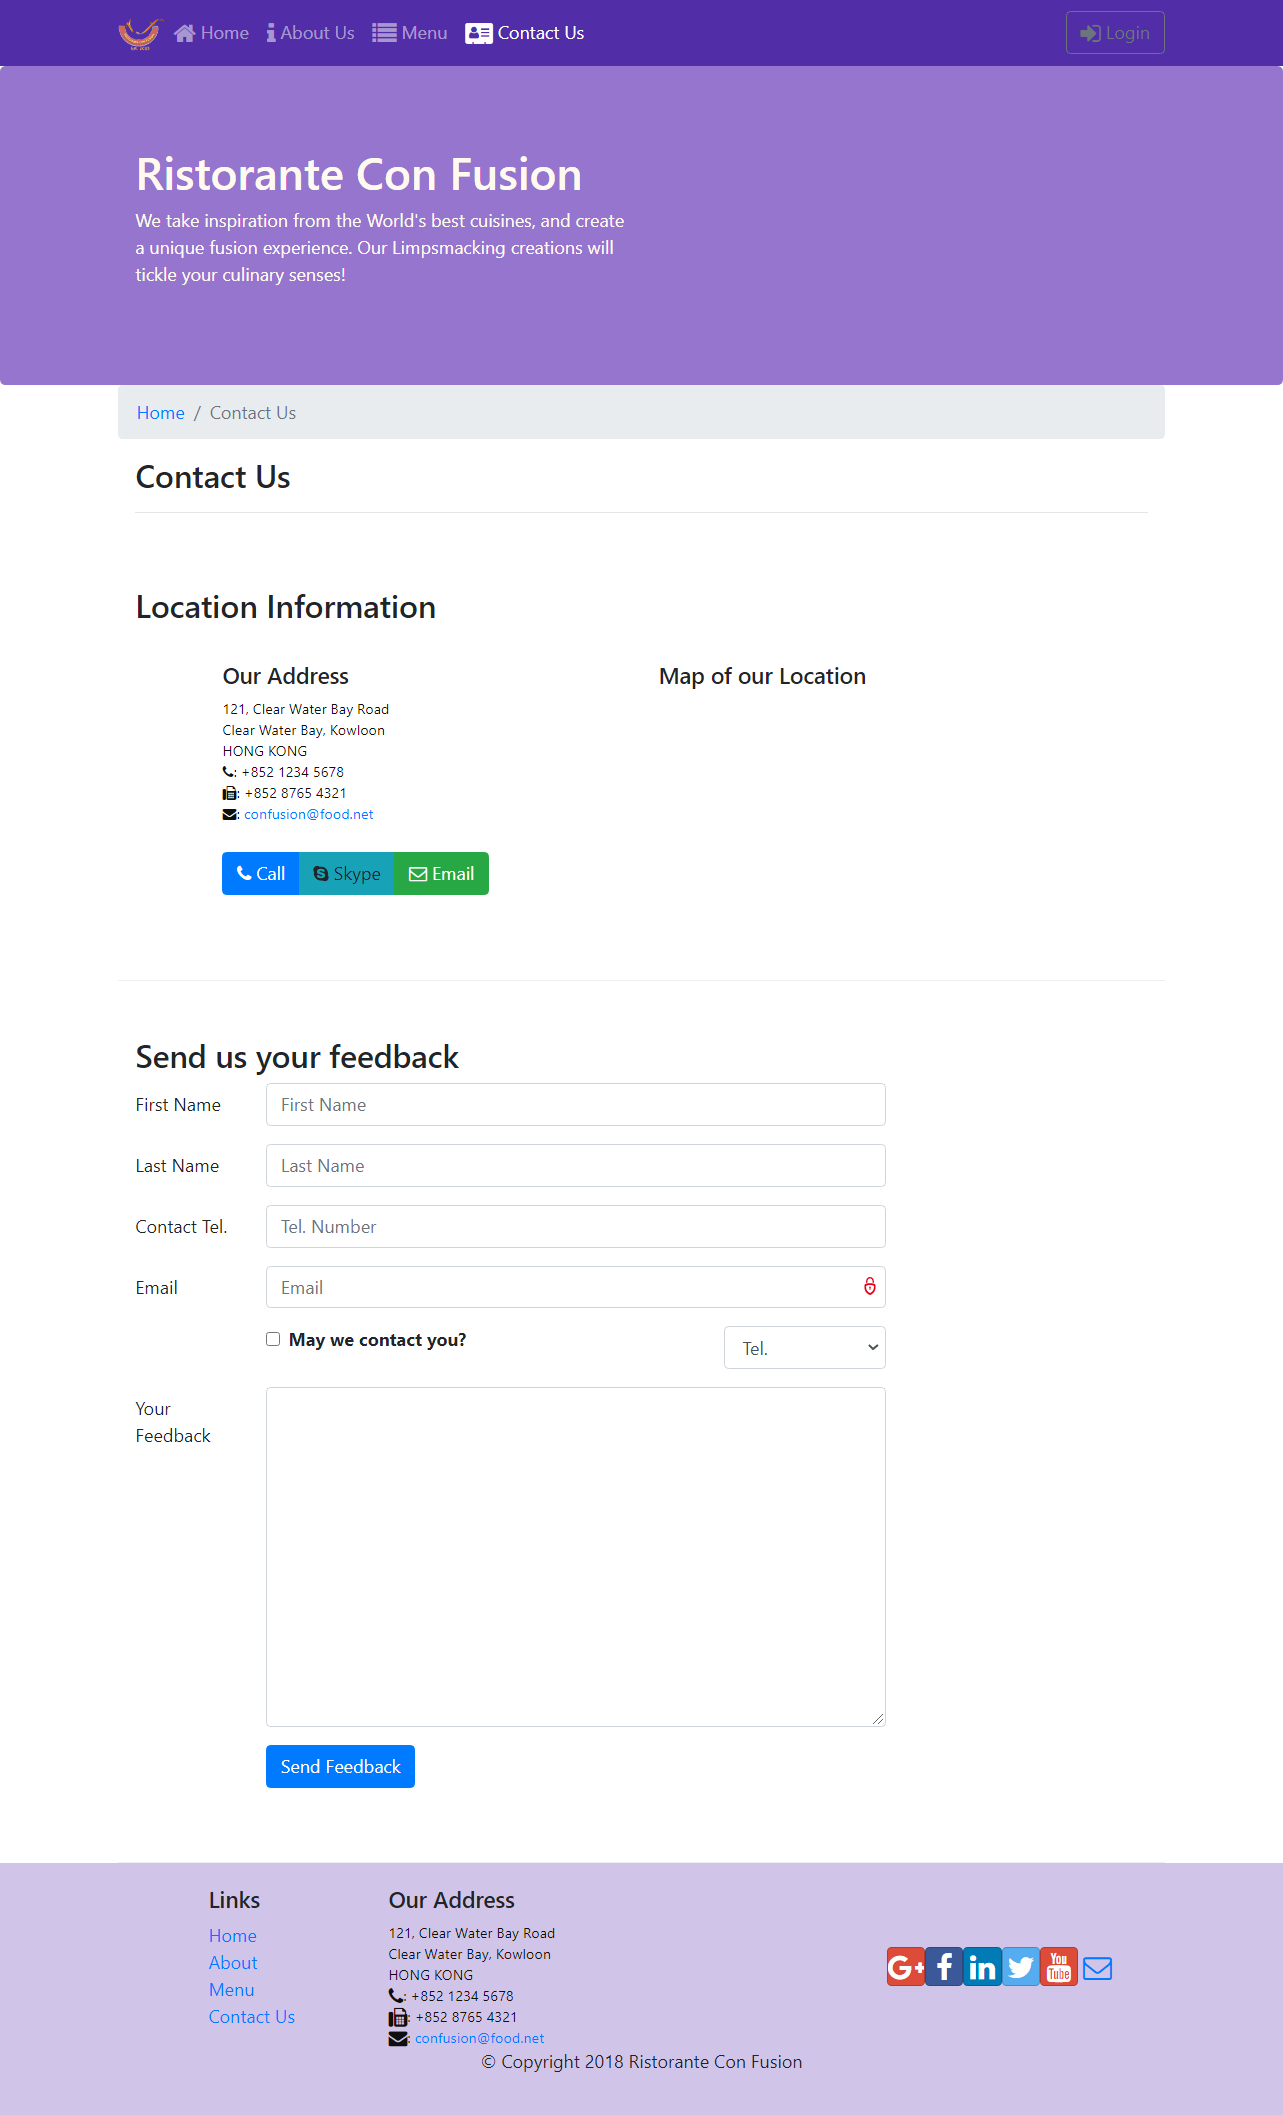 Home About Us Menu Contact Us Login
Ristorante Con Fusion
We take inspiration from the World's best cuisines, and create
a unique fusion experience. Our Limpsmacking creations will
tickle your culinary senses!
Home / Contact Us
Contact Us
Location Information
Our Address
121, Clear Water Bay Road
Clear Water Bay, Kowloon
HONG KONG
: +852 1234 5678
: +852 8765 4321
: confusion@food.net
Call Skype Email
Map of our Location
Send us your feedback
First Name First Name
Last Name Last Name
Contact Tel. Tel. Number
Email Email
May we contact you? Tel.
Your
Feedback
Send Feedback
Links
Home
About
Menu
Contact Us
Our Address
121, Clear Water Bay Road
Clear Water Bay, Kowloon
HONG KONG
: +852 1234 5678
: +852 8765 4321
: confusion@food.net
G+ f in You Tube
© Copyright 2018 Ristorante Con Fusion